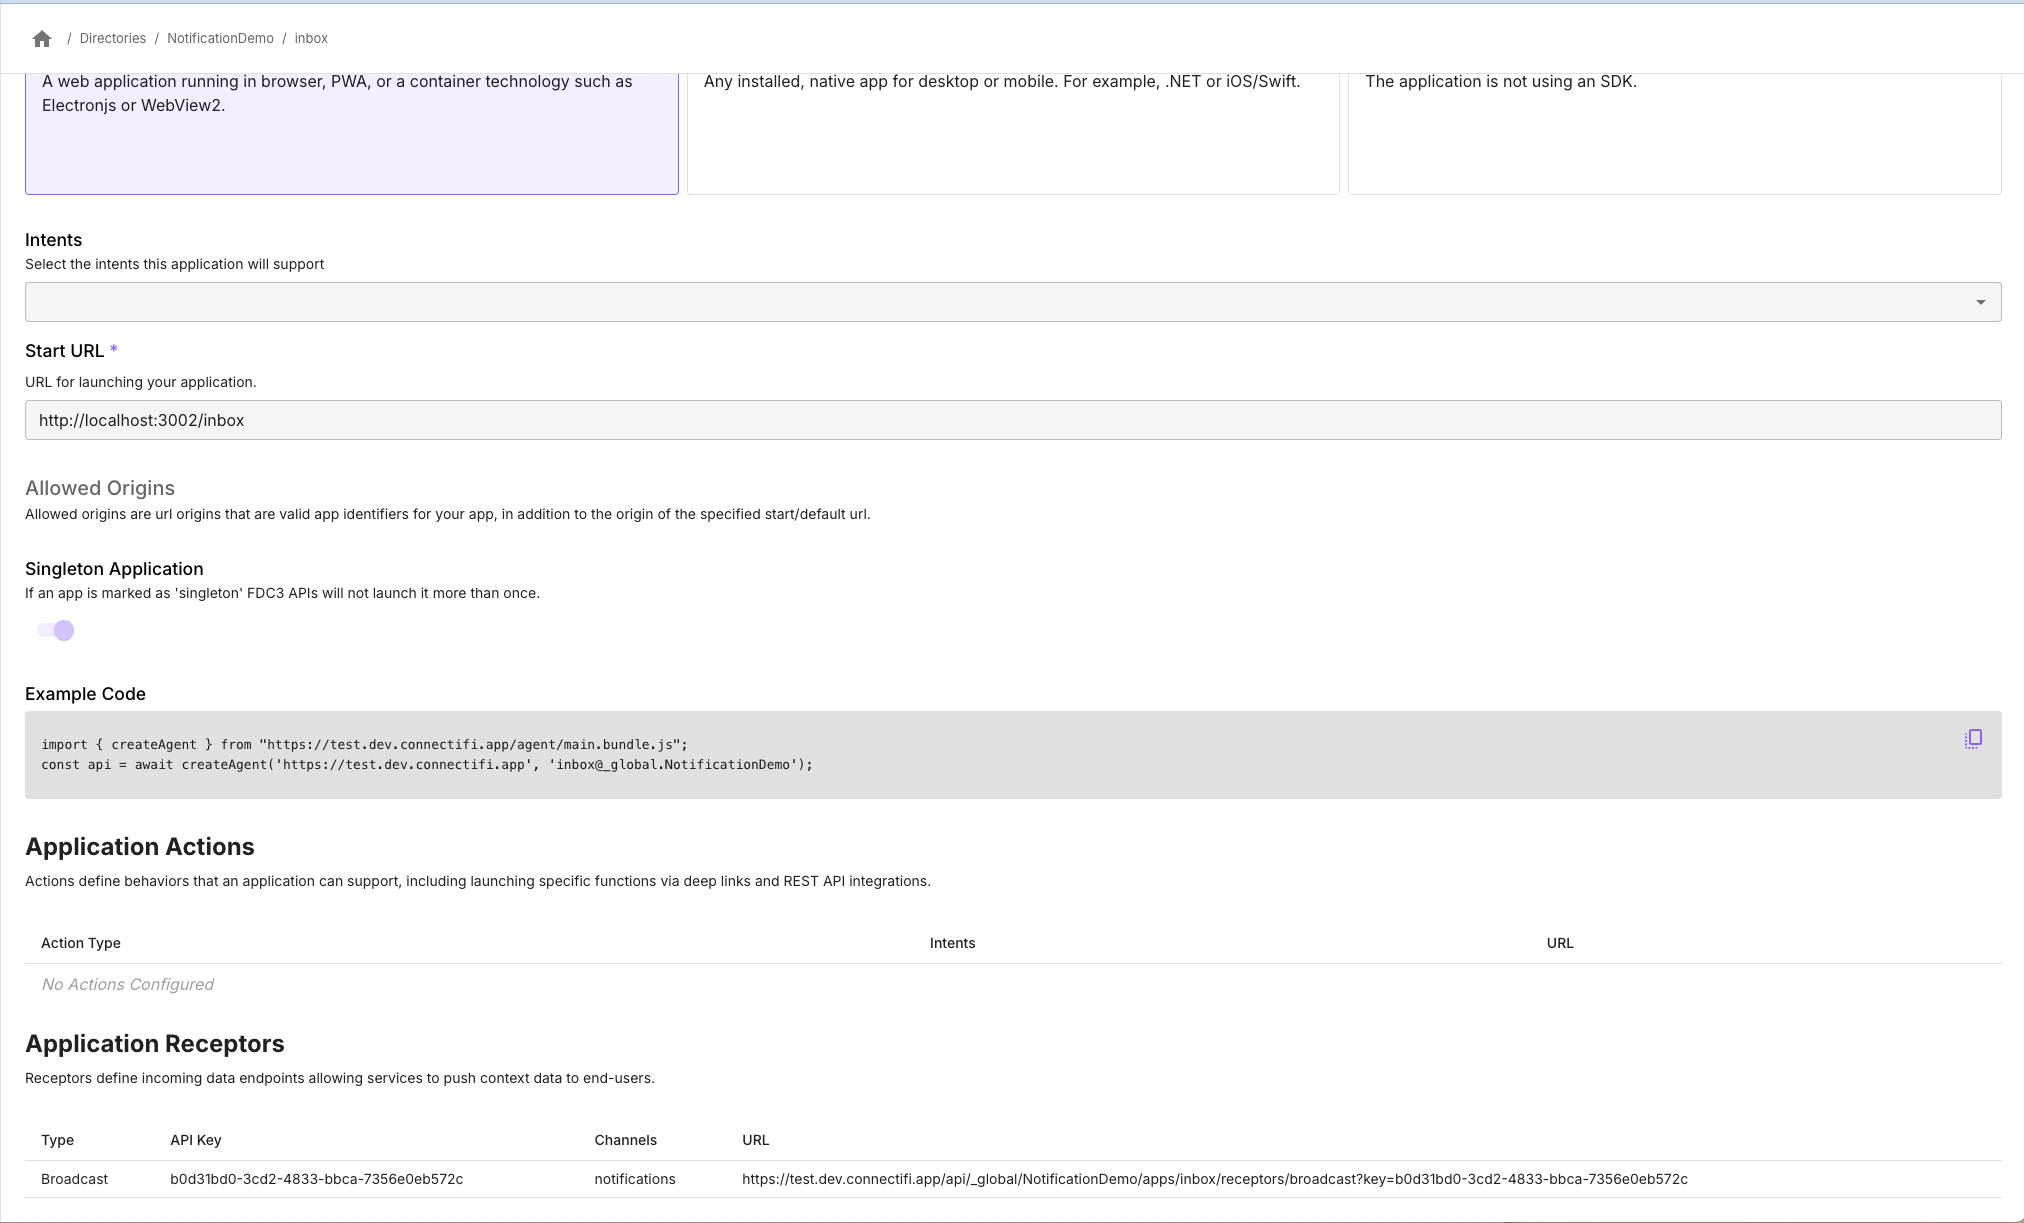 / Directories / NotificationDemo / inbox
A web application running in browser, PWA, or a container technology such as
Electronjs or WebView2.
Any installed, native app for desktop or mobile. For example, .NET or iOS/Swift.
The application is not using an SDK.
Intents
Select the intents this application will support
Start URL *
URL for launching your application.
http://localhost:3002/inbox
Allowed Origins
Allowed origins are url origins that are valid app identifiers for your app, in addition to the origin of the specified start/default url.
Singleton Application
If an app is marked as 'singleton' FDC3 APIs will not launch it more than once.
Example Code
import { createAgent } from "https://test.dev.connectifi.app/agent/main.bundle.js";
const api = await createAgent('https://test.dev.connectifi.app', 'inbox@_global.NotificationDemo');
Application Actions
Actions define behaviors that an application can support, including launching specific functions via deep links and REST API integrations.
Action Type Intents URL
No Actions Configured
Application Receptors
Receptors define incoming data endpoints allowing services to push context data to end-users.
Type API Key Channels URL
Broadcast b0d31bd0-3cd2-4833-bbca-7356e0eb572c notifications https://test.dev.connectifi.app/api/_global/NotificationDemo/apps/inbox/receptors/broadcast?key=b0d31bd0-3cd2-4833-bbca-7356e0eb572c